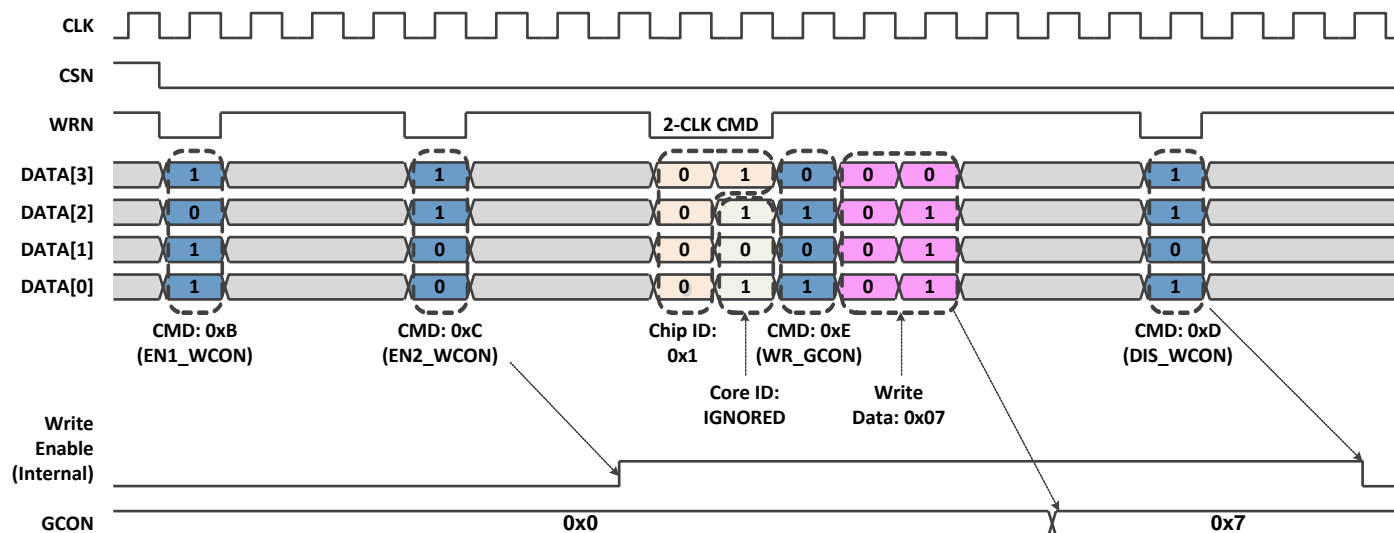 CLK
CSN
WRN 2-CLK CMD
DATA[3] 1 1 0 1 0 0 0 1
DATA[2] 0 1 0 1 1 0 1 1
DATA[1] 1 0 0 0 0 0 1 0
DATA[0] 1 0 0 1 1 0 1 1
CMD: 0xB
(EN1_WCON)
CMD: 0xC
(EN2_WCON)
Chip ID:
0x1
CMD: 0xE
(WR_GCON)
CMD: 0xD
(DIS_WCON)
Core ID:
IGNORED
Write
Data: 0x07
Write
Enable
(Internal)
GCON 0x0 0x7